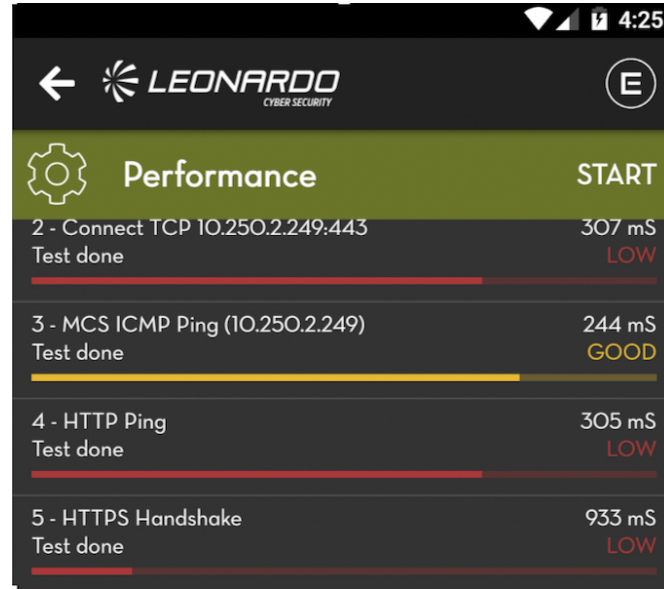 4:25
LEONARDO
CYBER SECURITY
E
Performance START
2 - Connect TCP 10.250.2.249:443 307 mS
Test done LOW
3 - MCS ICMP Ping (10.250.2.249) 244 mS
Test done GOOD
4 - HTTP Ping 305 mS
Test done LOW
5 - HTTPS Handshake 933 mS
Test done LOW